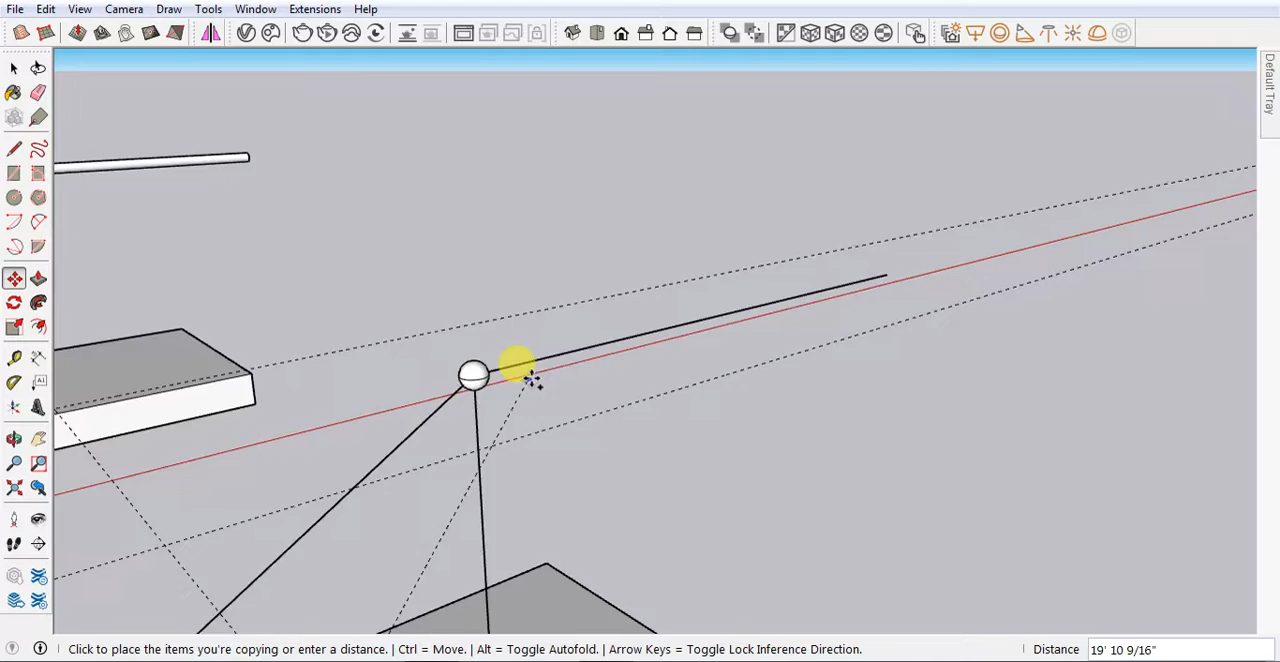 File Edit View Camera Draw Tools Window Extensions Help
Default Tray
A1
Click to place the items you're copying or enter a distance. | Ctrl = Move. | Alt = Toggle Autofold. | Arrow Keys = Toggle Lock Inference Direction. Distance 19' 10 9/16"